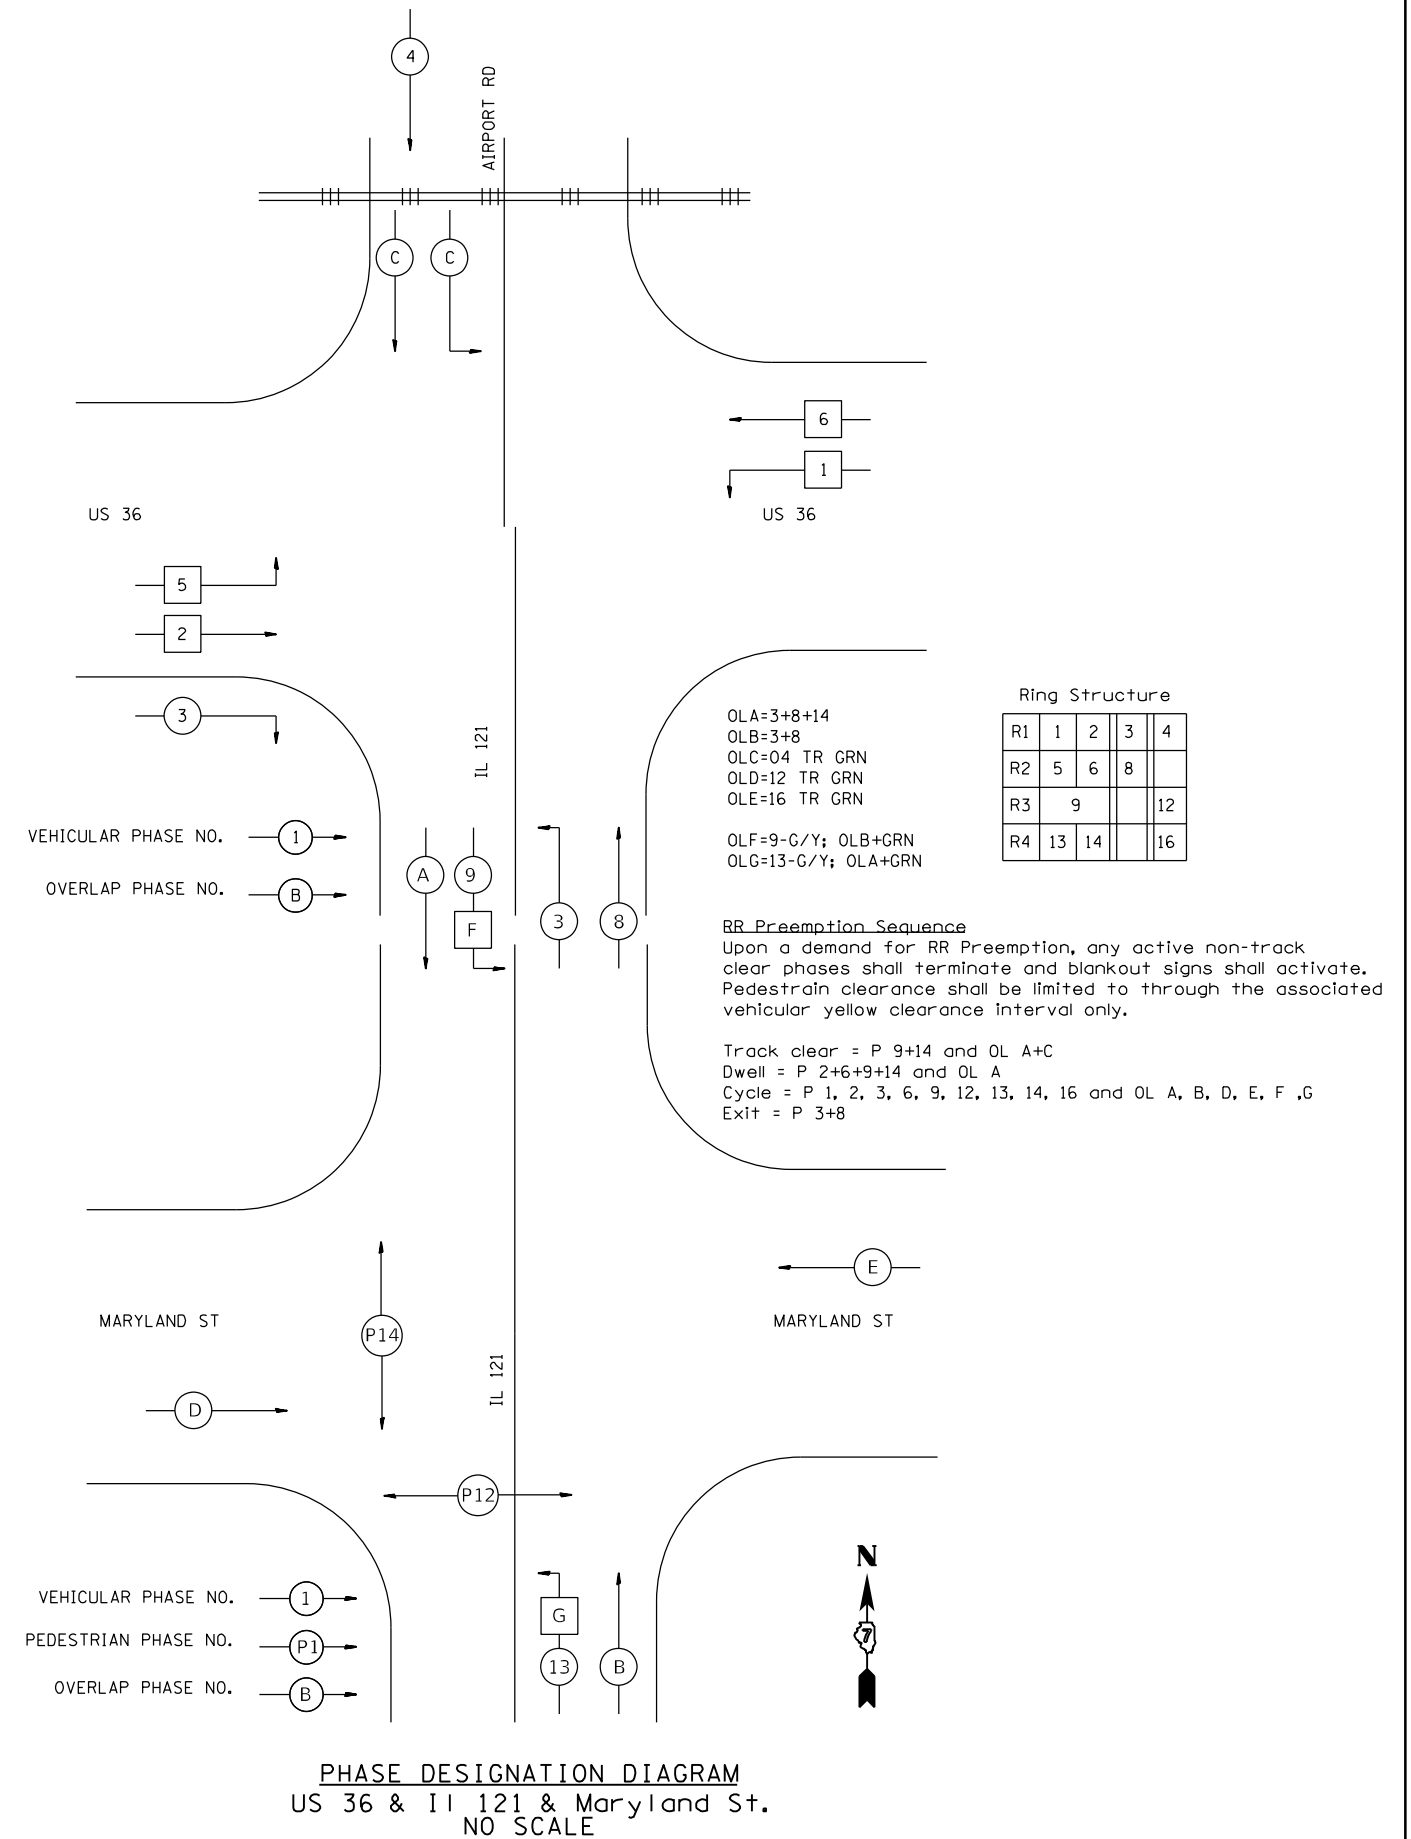 4
AIRPORT RD
C C
6
1
US 36
US 36
5
2
3
IL 121
OLA=3+8+14
OLB=3+8
OLC=04 TR GRN
OLD=12 TR GRN
OLE=16 TR GRN
OLF=9-G/Y; OLB+GRN
OLG=13-G/Y; OLA+GRN
Ring Structure
R1 1 2 3 4
R2 5 6 8
R3 9 12
R4 13 14 16
VEHICULAR PHASE NO. 1
OVERLAP PHASE NO. B
A 9
F
3 8
RR Preemption Sequence
Upon a demand for RR Preemption, any active non-track
clear phases shall terminate and blankout signs shall activate.
Pedestrain clearance shall be limited to through the associated
vehicular yellow clearance interval only.
Track clear = P 9+14 and OL A+C
Dwell = P 2+6+9+14 and OL A
Cycle = P 1, 2, 3, 6, 9, 12, 13, 14, 16 and OL A, B, D, E, F ,G
Exit = P 3+8
E
MARYLAND ST
MARYLAND ST
P14
IL 121
D
P12
N
7
VEHICULAR PHASE NO. 1
PEDESTRIAN PHASE NO. P1
OVERLAP PHASE NO. B
G
13 B
PHASE DESIGNATION DIAGRAM
US 36 & Il 121 & Maryland St.
NO SCALE